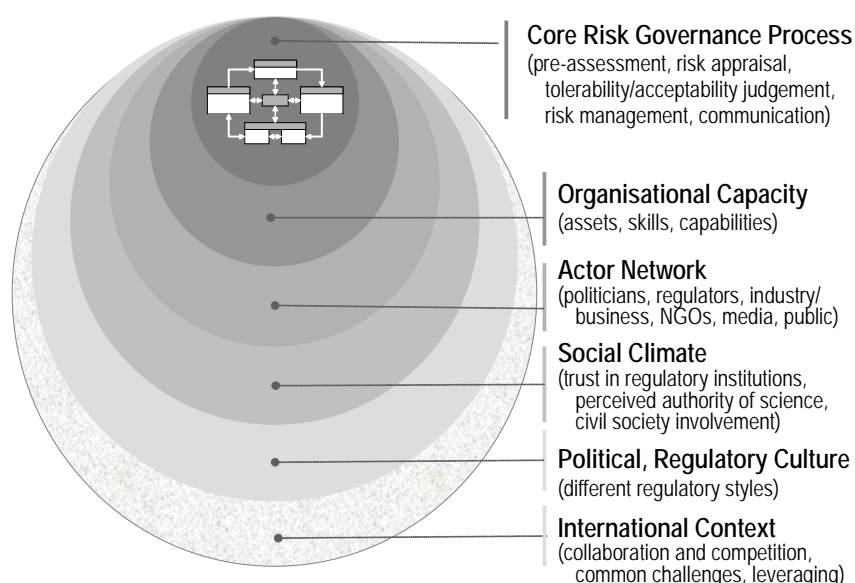 Core Risk Governance Process
(pre-assessment, risk appraisal,
tolerability/acceptability judgement,
risk management, communication)
Organisational Capacity
(assets, skills, capabilities)
Actor Network
(politicians, regulators, industry/
business, NGOs, media, public)
Social Climate
(trust in regulatory institutions,
perceived authority of science,
civil society involvement)
Political, Regulatory Culture
(different regulatory styles)
International Context
(collaboration and competition,
common challenges, leveraging)